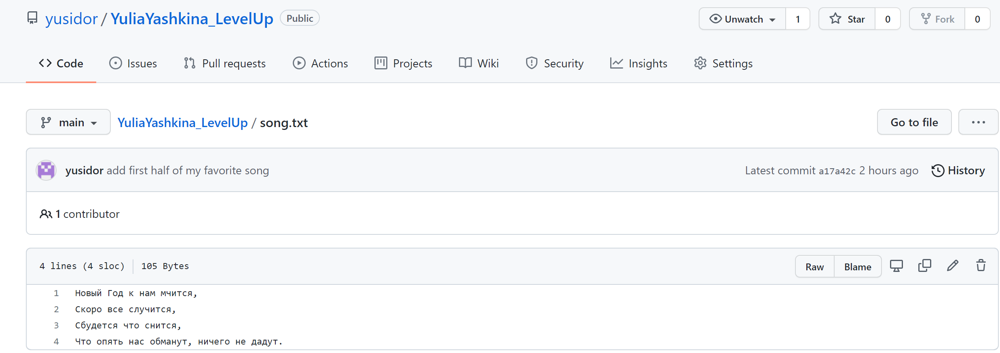 yusidor / YuliaYashkina_LevelUp Public Unwatch 1 Star 0 Fork 0
Code Issues Pull requests Actions Projects Wiki Security Insights Settings
main YuliaYashkina_LevelUp / song.txt Go to file ...
yusidor add first half of my favorite song Latest commit a17a42c 2 hours ago History
1 contributor
4 lines (4 sloc) 105 Bytes Raw Blame
1 Новый Год к нам мчится,
2 Скоро все случится,
3 Сбудется что снится,
4 Что опять нас обманут, ничего не дадут.